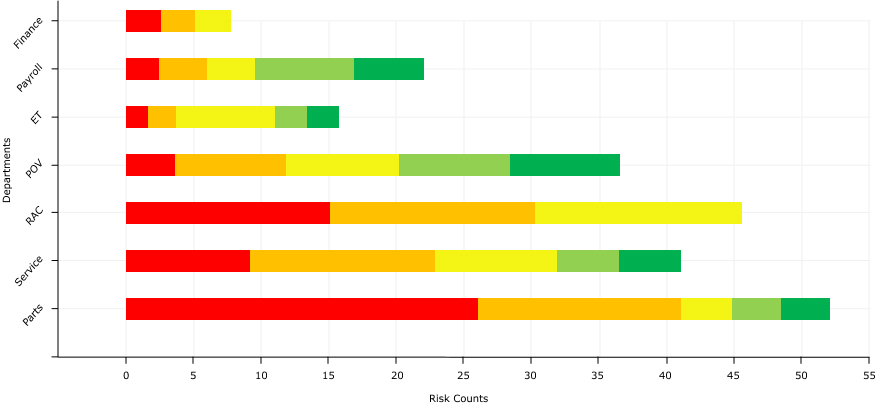 Finance
Payroll
ET
POV
RAC
Service
Parts
Departments
0 5 10 15 20 25 30 35 40 45 50 55
Risk Counts